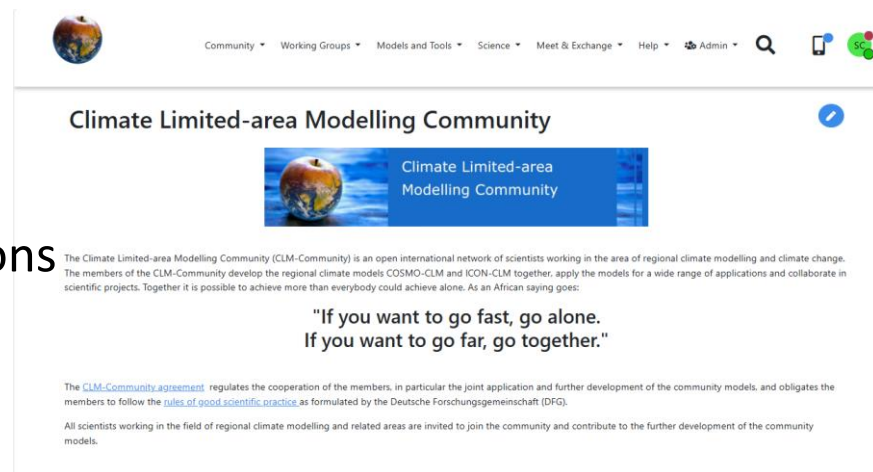 Community Working Groups Models and Tools Science Meet & Exchange Help Admin SC
Climate Limited-area Modelling Community
Climate Limited-area
Modelling Community
ons
The Climate Limited-area Modelling Community (CLM-Community) is an open international network of scientists working in the area of regional climate modelling and climate change.
The members of the CLM-Community develop the regional climate models COSMO-CLM and ICON-CLM together, apply the models for a wide range of applications and collaborate in
scientific projects. Together it is possible to achieve more than everybody could achieve alone. As an African saying goes:
"If you want to go fast, go alone.
If you want to go far, go together."
The CLM-Community agreement regulates the cooperation of the members, in particular the joint application and further development of the community models, and obligates the
members to follow the rules of good scientific practice as formulated by the Deutsche Forschungsgemeinschaft (DFG).
All scientists working in the field of regional climate modelling and related areas are invited to join the community and contribute to the further development of the community
models.